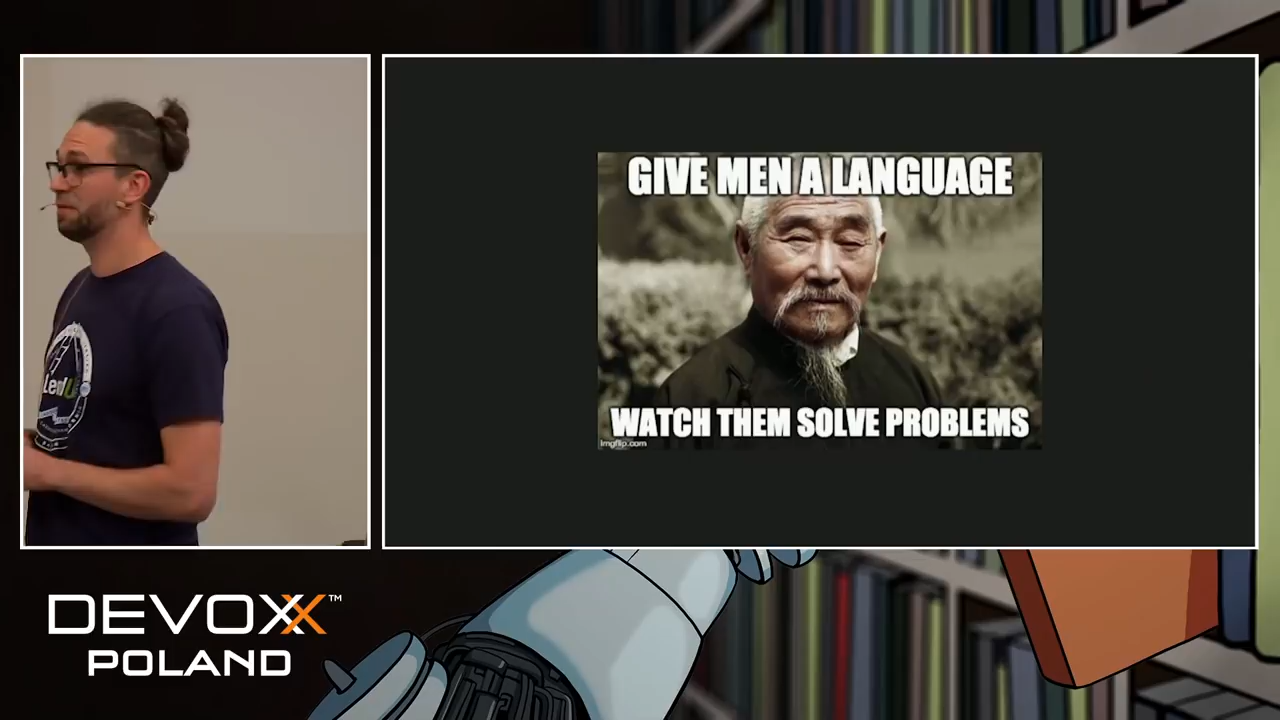 GIVE MEN A LANGUAGE
WATCH THEM SOLVE PROBLEMS
imgflip.com
DEVOXX™
POLAND